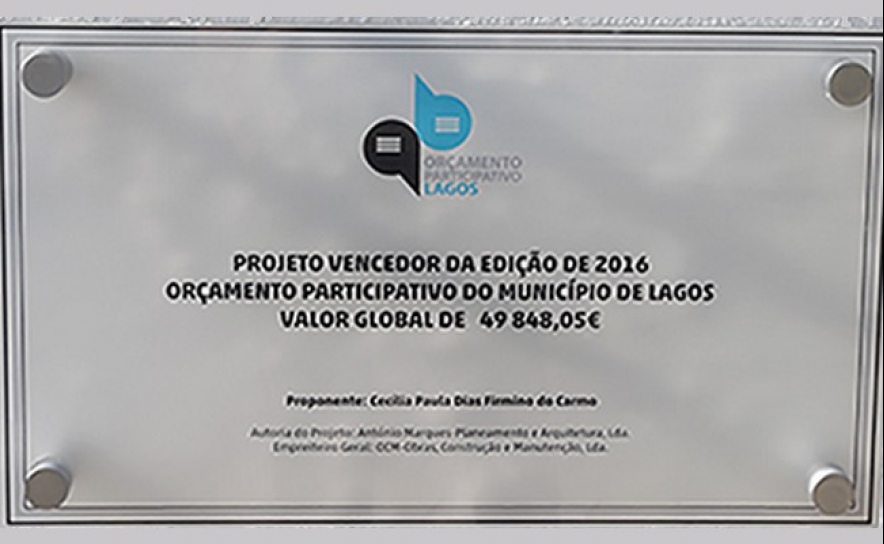 ORÇAMENTO
PARTICIPATIVO
LAGOS
PROJETO VENCEDOR DA EDIÇÃO DE 2016
ORÇAMENTO PARTICIPATIVO DO MUNICÍPIO DE LAGOS
VALOR GLOBAL DE 49 848,05€
Proponente: Cecília Paula Dias Firmino do Carmo
Autoria do Projeto: António Marques Planeamento e Arquitetura, Lda.
Empreiteiro Geral: OCM-Obras, Construção e Manutenção, Lda.